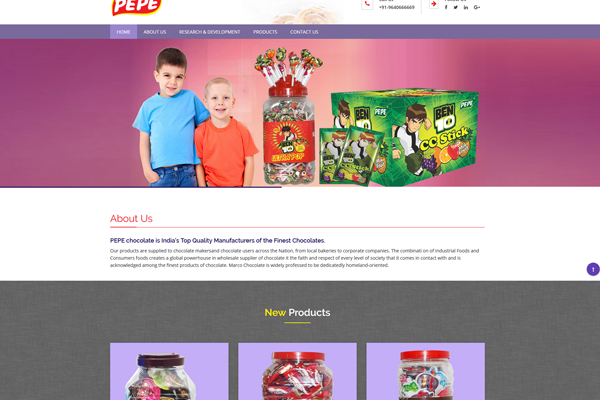 PEPE
+91-9640666669
HOME ABOUT US RESEARCH & DEVELOPMENT PRODUCTS CONTACT US
BEN 10
BEN 10 PEPE
CC Stick
About Us
PEPE chocolate is India's Top Quality Manufacturers of the Finest Chocolates.
Our products are supplied to chocolate makersand chocolate users across the Nation, from local bakeries to corporate companies. The combination of Industrial Foods and
Consumers foods creates a global powerhouse in wholesale supplier of chocolate it the faith and respect of every level of society that it comes in contact with and is
acknowledged among the finest products of chocolate. Marco Chocolate is widely professed to be dedicatedly homeland-oriented.
New Products